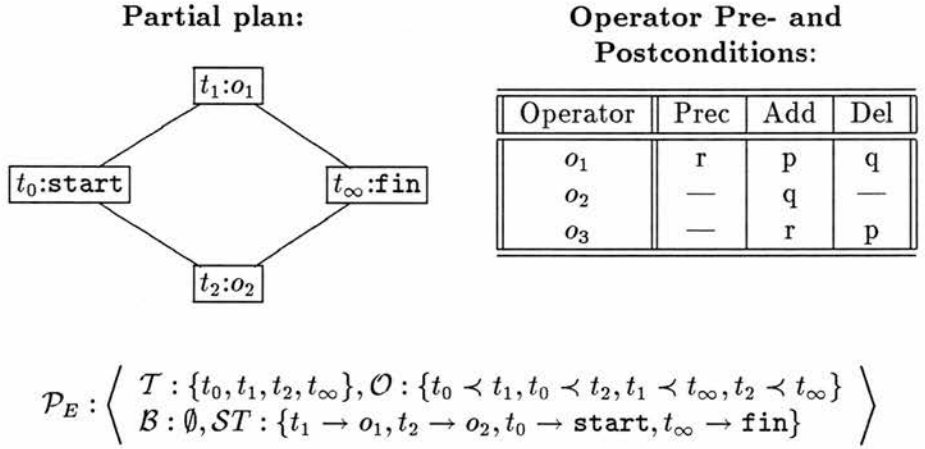 Partial plan:
t₁:o₁
t₀:start
t∞:fin
t₂:o₂
Operator Pre- and
Postconditions:
Operator Prec Add Del
o₁ r p q
o₂ — q —
o₃ — r p
𝒫_E : ⟨ 𝒯 : {t₀, t₁, t₂, t∞}, 𝒪 : {t₀ ≺ t₁, t₀ ≺ t₂, t₁ ≺ t∞, t₂ ≺ t∞}
ℬ : ∅, 𝒮𝒯 : {t₁ → o₁, t₂ → o₂, t₀ → start, t∞ → fin} ⟩